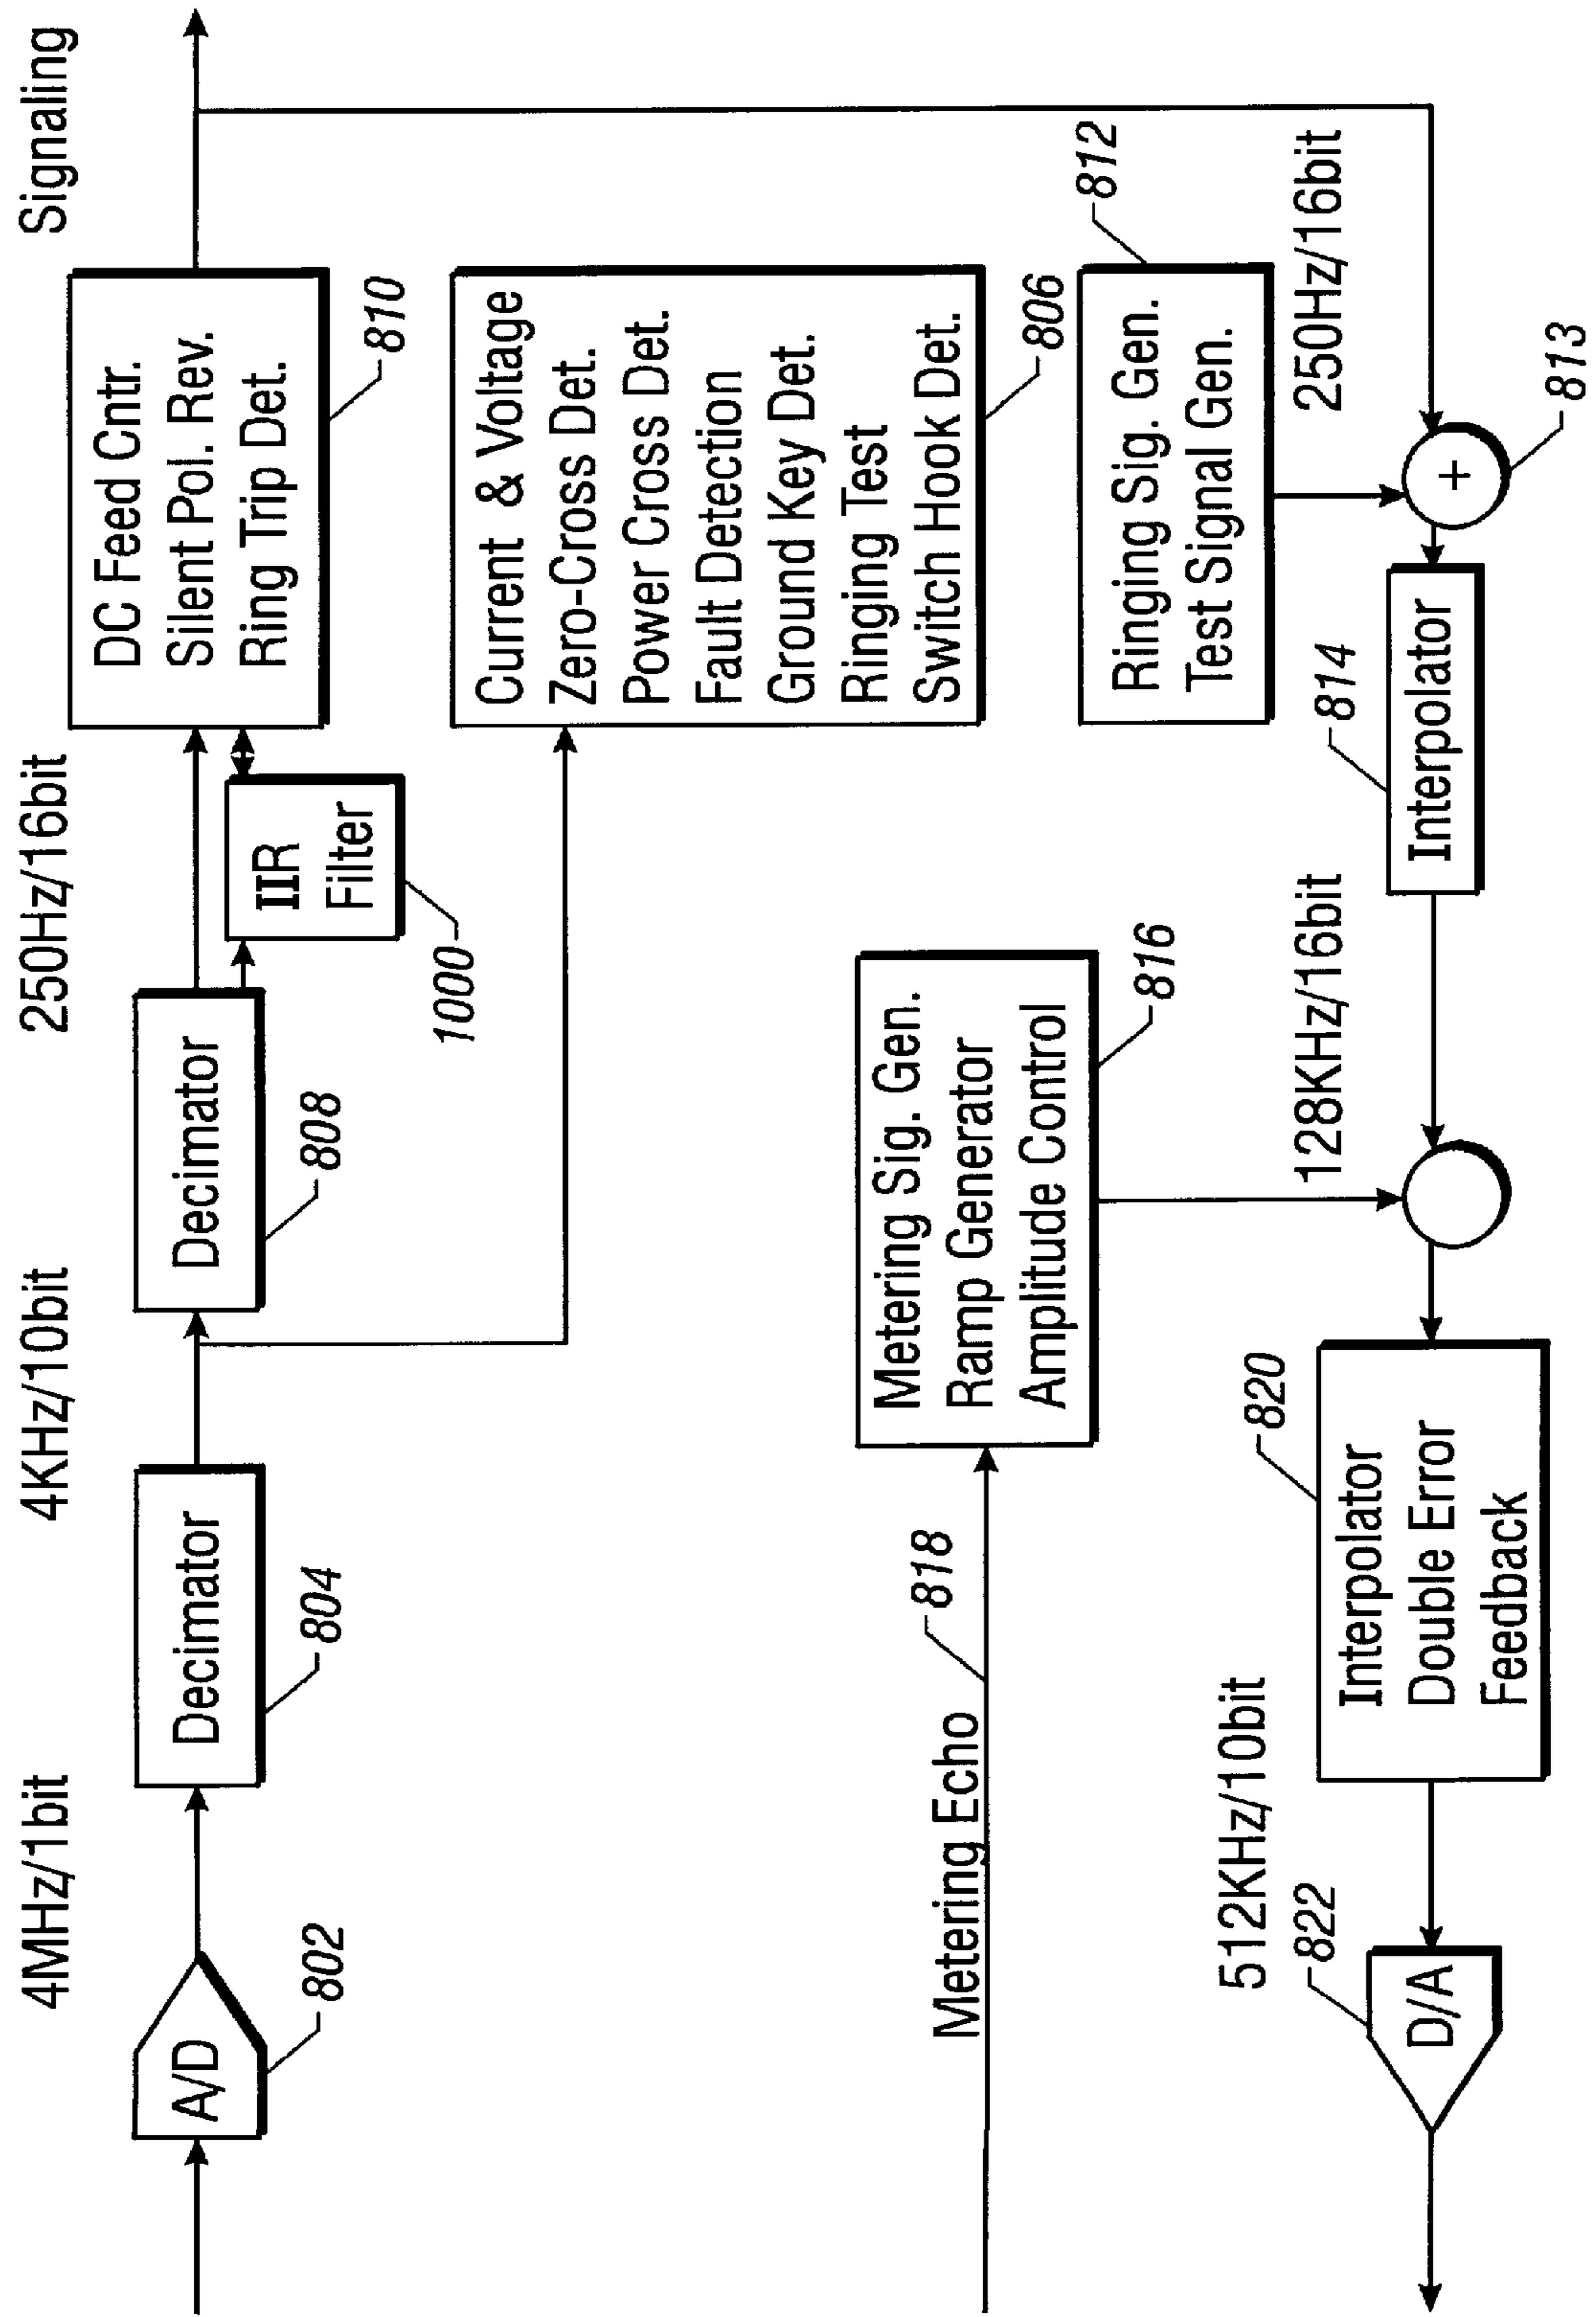 4MHz/1bit
4KHz/10bit
250Hz/16bit
Signaling
A/D
802
Decimator
804
Decimator
808
IIR
Filter
1000
DC Feed Cntr.
Silent Pol. Rev.
Ring Trip Det.
810
Current & Voltage
Zero-Cross Det.
Power Cross Det.
Fault Detection
Ground Key Det.
Ringing Test
Switch Hook Det.
806
Metering Echo
818
Metering Sig. Gen.
Ramp Generator
Amplitude Control
816
Ringing Sig. Gen.
Test Signal Gen.
812
512KHz/10bit
128KHz/16bit
250Hz/16bit
D/A
822
Interpolator
Double Error
Feedback
820
Interpolator
814
+
813